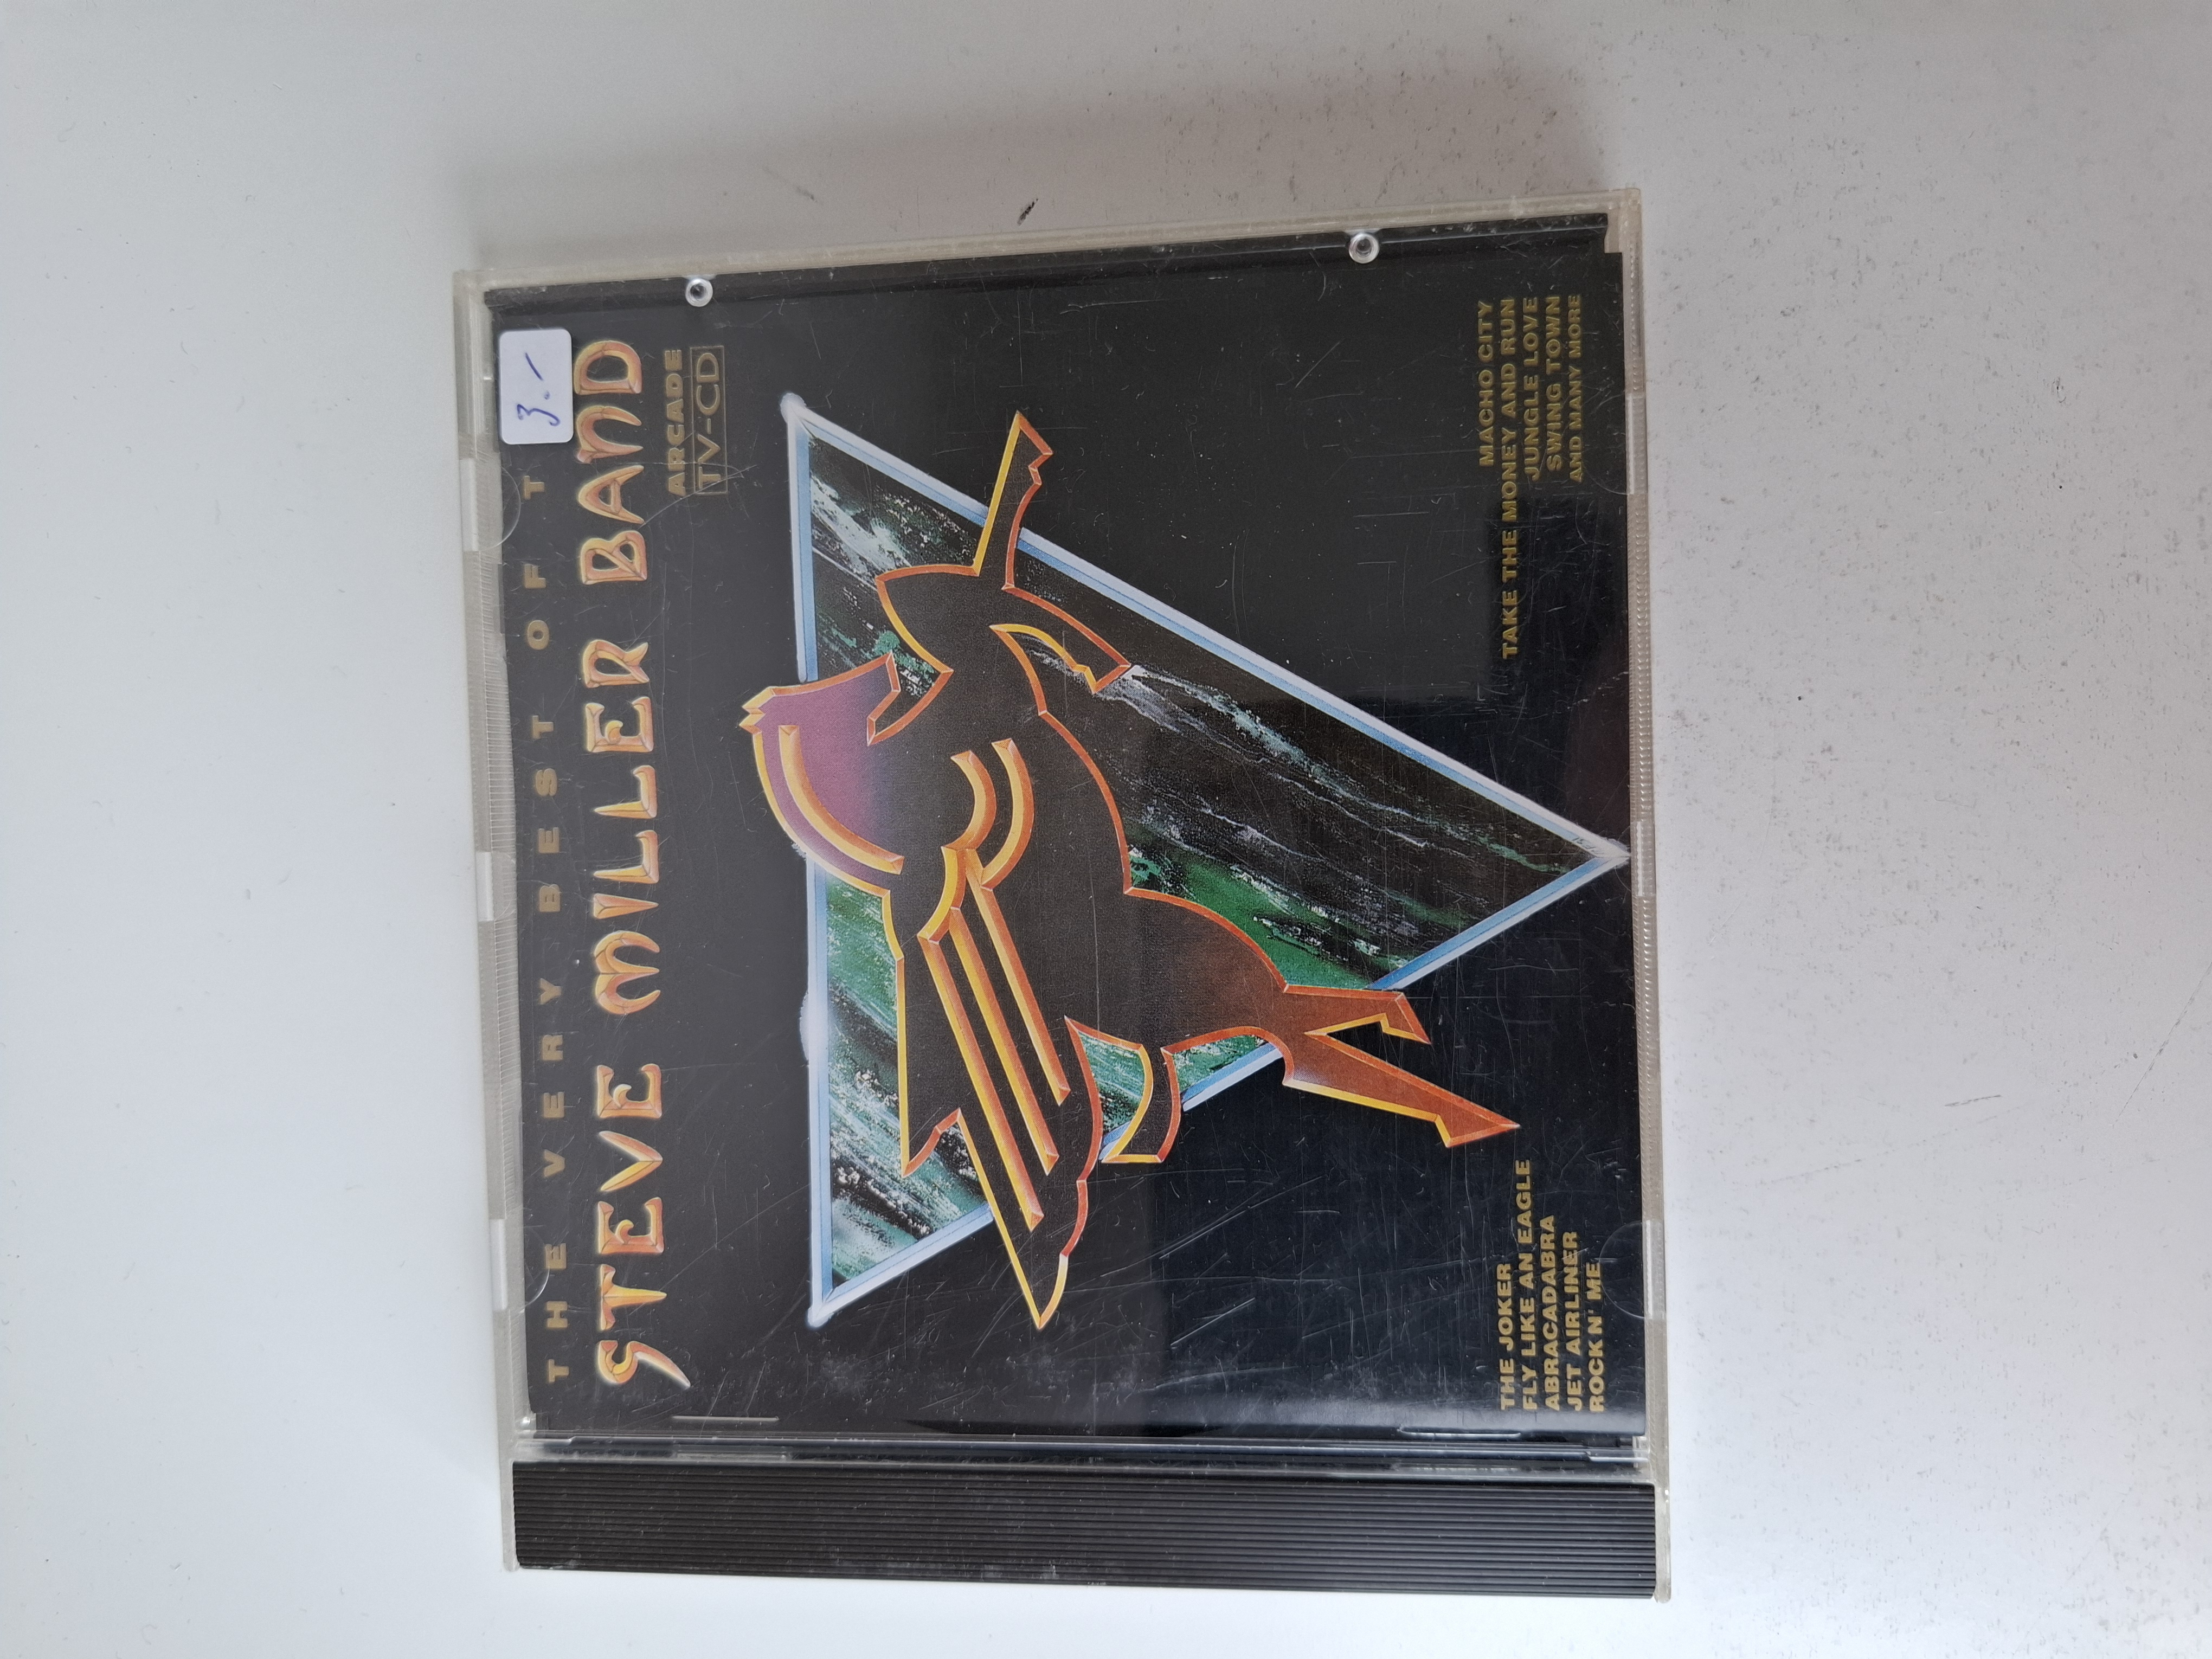 THE VERY BEST OF T
3.-
STEVE MILLER BAND
ARCADE
TV-CD
THE JOKER
FLY LIKE AN EAGLE
ABRACADABRA
JET AIRLINER
ROCK N' ME
MACHO CITY
TAKE THE MONEY AND RUN
JUNGLE LOVE
SWING TOWN
AND MANY MORE